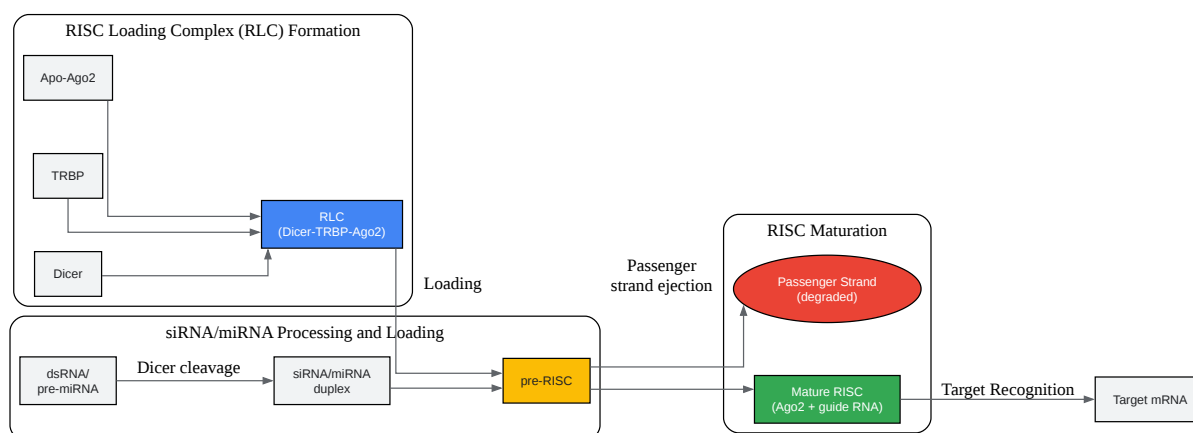 RISC Loading Complex (RLC) Formation
Apo-Ago2
TRBP
RLC
(Dicer-TRBP-Ago2)
Dicer
Loading
siRNA/miRNA Processing and Loading
dsRNA/
pre-miRNA
Dicer cleavage
siRNA/miRNA
duplex
pre-RISC
Passenger
strand ejection
RISC Maturation
Passenger Strand
(degraded)
Mature RISC
(Ago2 + guide RNA)
Target Recognition
Target mRNA